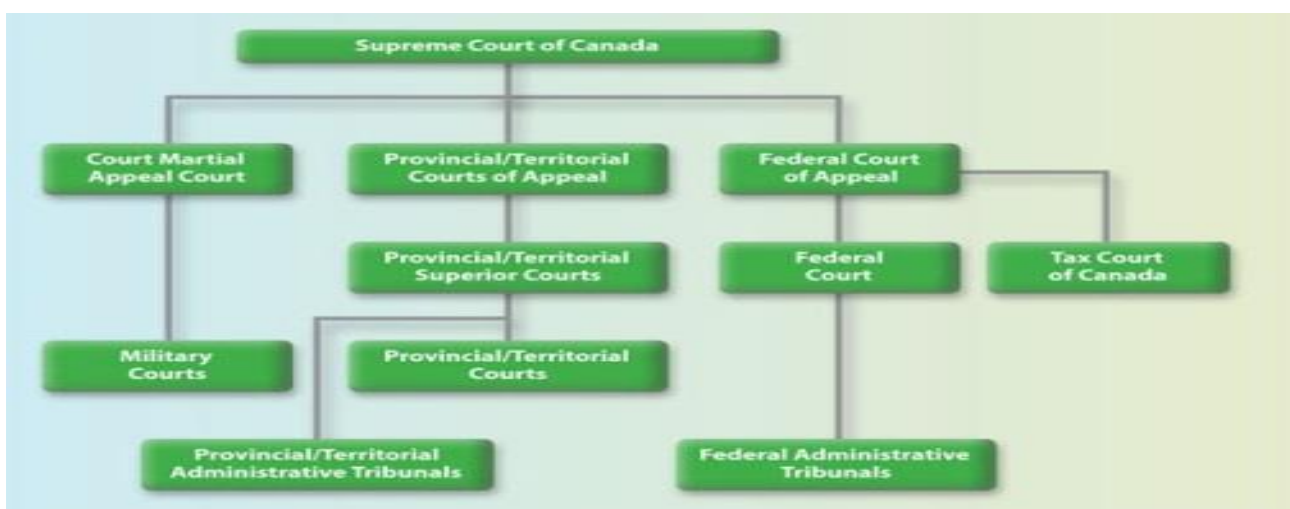 Supreme Court of Canada
Court Martial
Appeal Court
Provincial/Territorial
Courts of Appeal
Federal Court
of Appeal
Provincial/Territorial
Superior Courts
Federal
Court
Tax Court
of Canada
Military
Courts
Provincial/Territorial
Courts
Provincial/Territorial
Administrative Tribunals
Federal Administrative
Tribunals